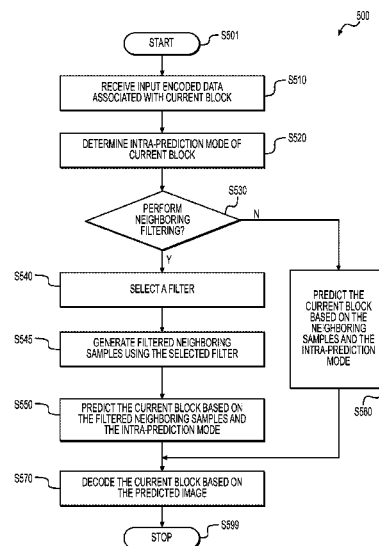 500
START
S501
RECEIVE INPUT ENCODED DATA
ASSOCIATED WITH CURRENT BLOCK
S510
DETERMINE INTRA-PREDICTION MODE OF
CURRENT BLOCK
S520
PERFORM
NEIGHBORING
FILTERING?
S530
N
Y
S540
SELECT A FILTER
S545
GENERATE FILTERED NEIGHBORING
SAMPLES USING THE SELECTED FILTER
PREDICT THE
CURRENT BLOCK
BASED ON
THE
NEIGHBORING
SAMPLES AND THE
INTRA-PREDICTION
MODE
S560
S550
PREDICT THE CURRENT BLOCK BASED ON
THE FILTERED NEIGHBORING SAMPLES AND
THE INTRA-PREDICTION MODE
S570
DECODE THE CURRENT BLOCK BASED ON
THE PREDICTED IMAGE
STOP
S599